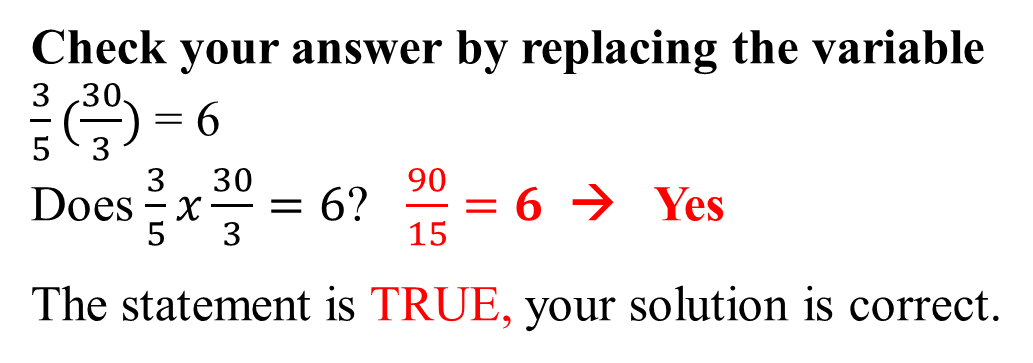 Check your answer by replacing the variable
3/5 (30/3) = 6
Does 3/5 x 30/3 = 6? 90/15 = 6 → Yes
The statement is TRUE, your solution is correct.